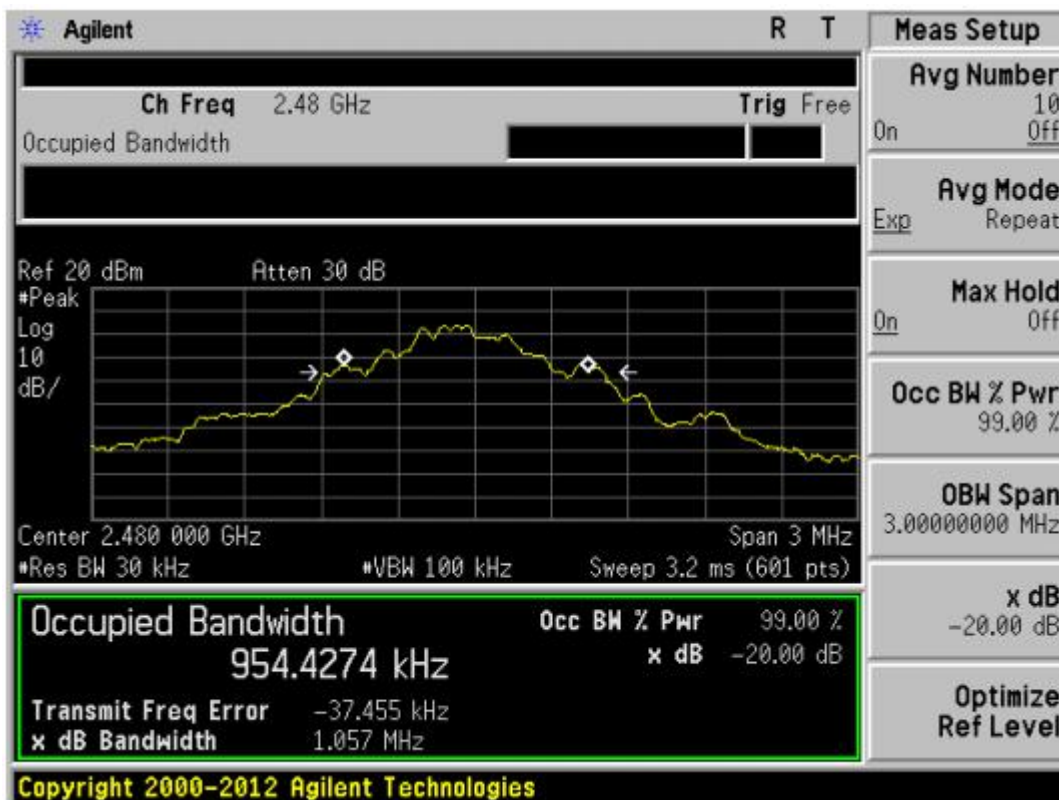 Agilent R T
Ch Freq 2.48 GHz Trig Free
Occupied Bandwidth
Ref 20 dBm Atten 30 dB
#Peak
Log
10
dB/
Center 2.480 000 GHz Span 3 MHz
#Res BW 30 kHz #VBW 100 kHz Sweep 3.2 ms (601 pts)
Occupied Bandwidth Occ BW % Pwr 99.00 %
954.4274 kHz x dB -20.00 dB
Transmit Freq Error -37.455 kHz
x dB Bandwidth 1.057 MHz
Copyright 2000-2012 Agilent Technologies
Meas Setup
Avg Number
10
On Off
Avg Mode
Exp Repeat
Max Hold
On Off
Occ BW % Pwr
99.00 %
OBW Span
3.00000000 MHz
x dB
-20.00 dB
Optimize
Ref Level